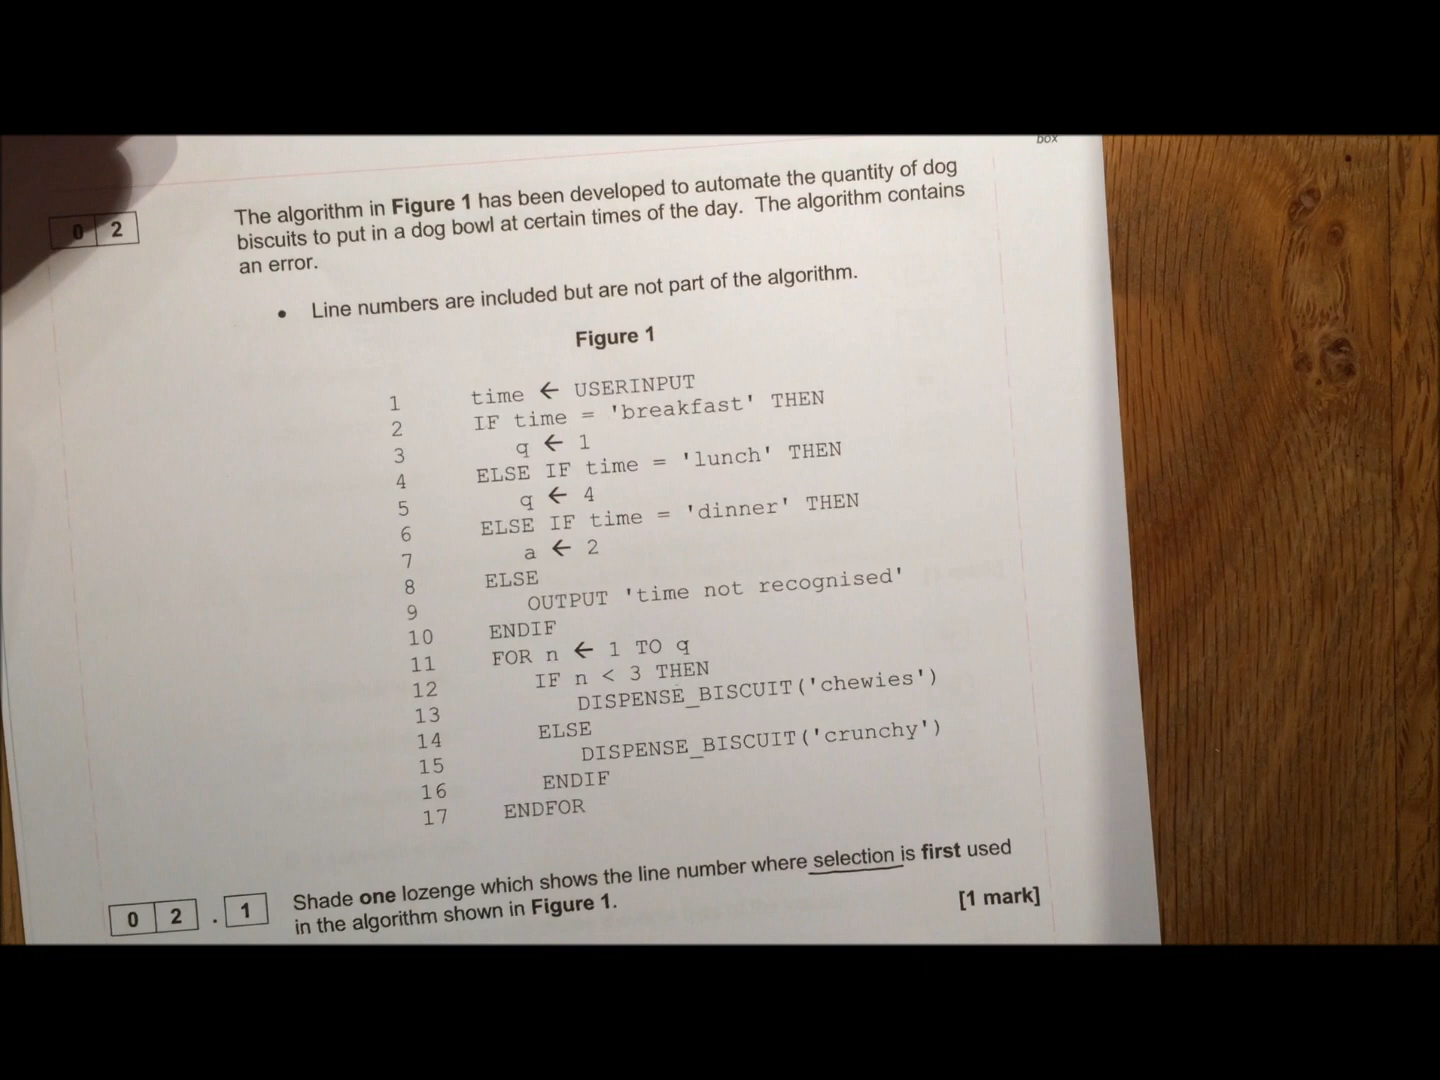 box
0 2
The algorithm in Figure 1 has been developed to automate the quantity of dog
biscuits to put in a dog bowl at certain times of the day. The algorithm contains
an error.
• Line numbers are included but are not part of the algorithm.
Figure 1
1 time ← USERINPUT
2 IF time = 'breakfast' THEN
3 q ← 1
4 ELSE IF time = 'lunch' THEN
5 q ← 4
6 ELSE IF time = 'dinner' THEN
7 a ← 2
8 ELSE
9 OUTPUT 'time not recognised'
10 ENDIF
11 FOR n ← 1 TO q
12 IF n < 3 THEN
13 DISPENSE_BISCUIT('chewies')
14 ELSE
15 DISPENSE_BISCUIT('crunchy')
16 ENDIF
17 ENDFOR
0 2 . 1 Shade one lozenge which shows the line number where selection is first used
in the algorithm shown in Figure 1.
[1 mark]